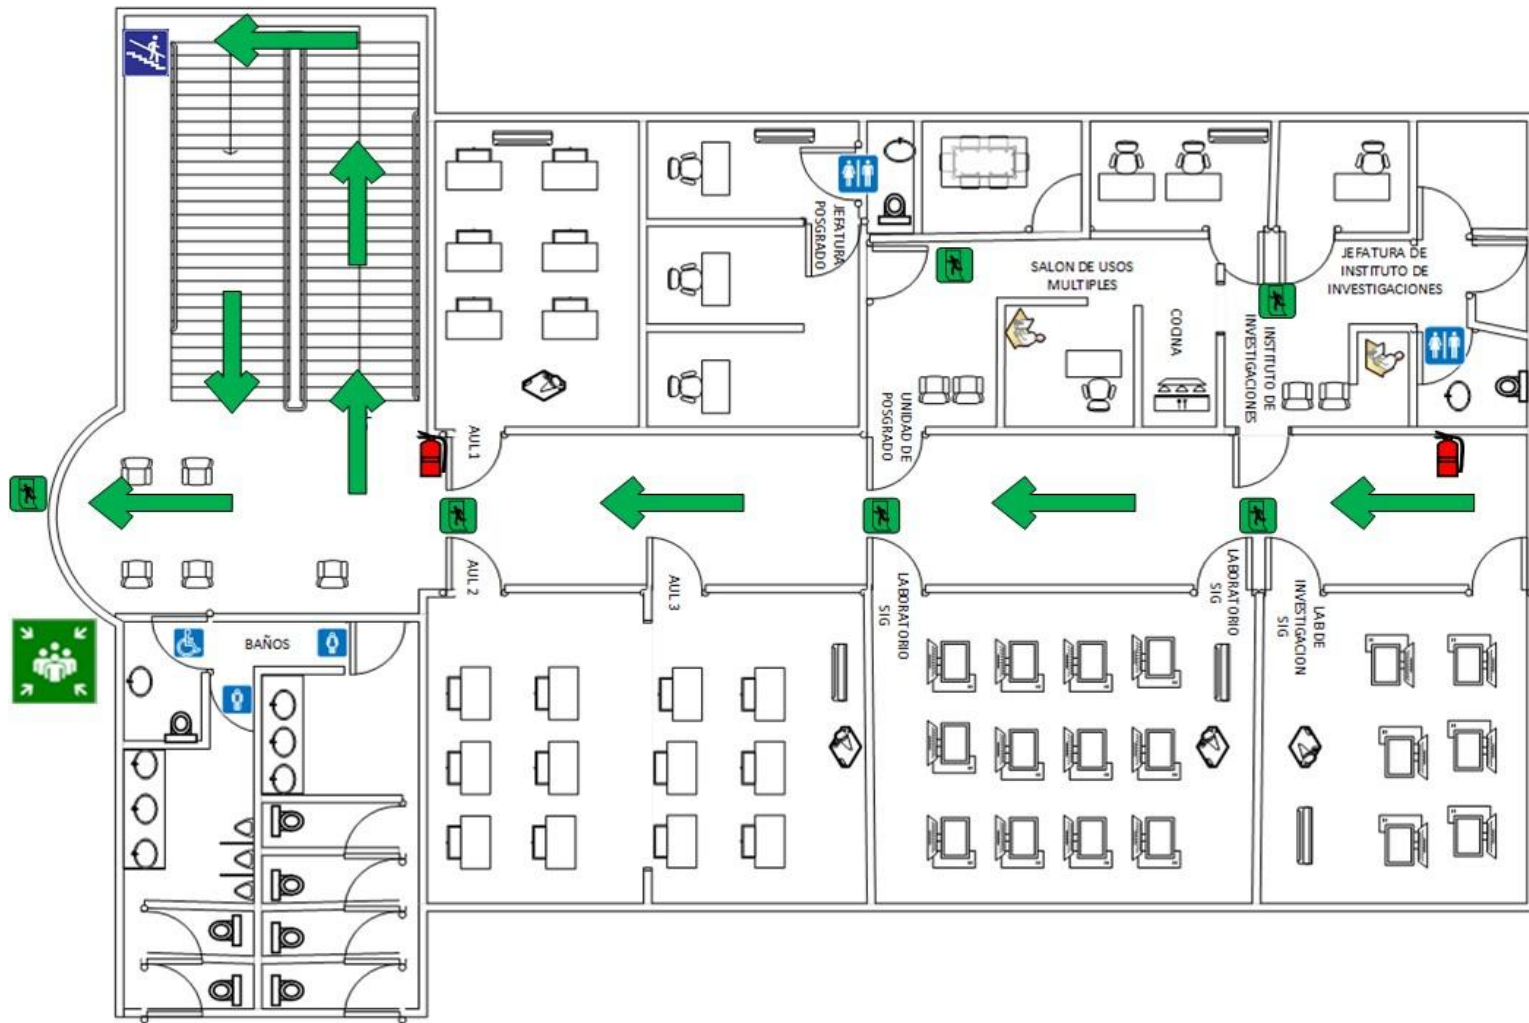 JEFATURA
POSGRADO
SALON DE USOS
MULTIPLES
JEFATURA DE
INSTITUTO DE
INVESTIGACIONES
COCINA
INSTITUTO DE
INVESTIGACIONES
UNIDAD DE
POSGRADO
AUL 1
AUL 2
AUL 3
LABORATORIO
SIG
LABORATORIO
SIG
LAB DE
INVESTIGACION
SIG
BAÑOS